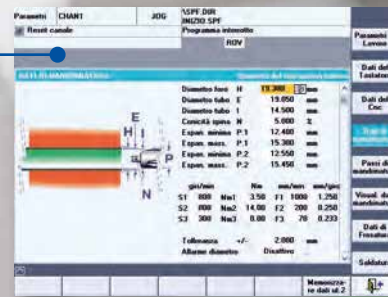 Parametri CHANT JOG \SPF.DIR
INIZIO.SPF
Reset canale Programma interrotto
ROV
Parametri Lavoro
Dati del
Dati del
DATI DI MANDRINATURA
Diametro foro H 19.300 mm
Diametro tubo E 19.050 mm
Diametro tubo I 14.500 mm
Conicità spina N 5.000 %
Espan. minima P.1 12.400 mm
Espan. mass. P.1 15.300 mm
Espan. minima P.2 12.550 mm
Espan. mass. P.2 15.450 mm
E
H
P
N
giri/min Nm mm/min mm/giro
S1 800 Nm1 3.50 F1 1000 1.250
S2 800 Nm2 14.00 F2 200 0.250
S3 300 Nm3 0.00 F3 70 0.233
Tolleranza +/- 2.000 mm
Allarme diametro Disattivo
Passi di
Visual. da
Dati di Fresatura
Saldatura
Memorizza-
re dati ut.2